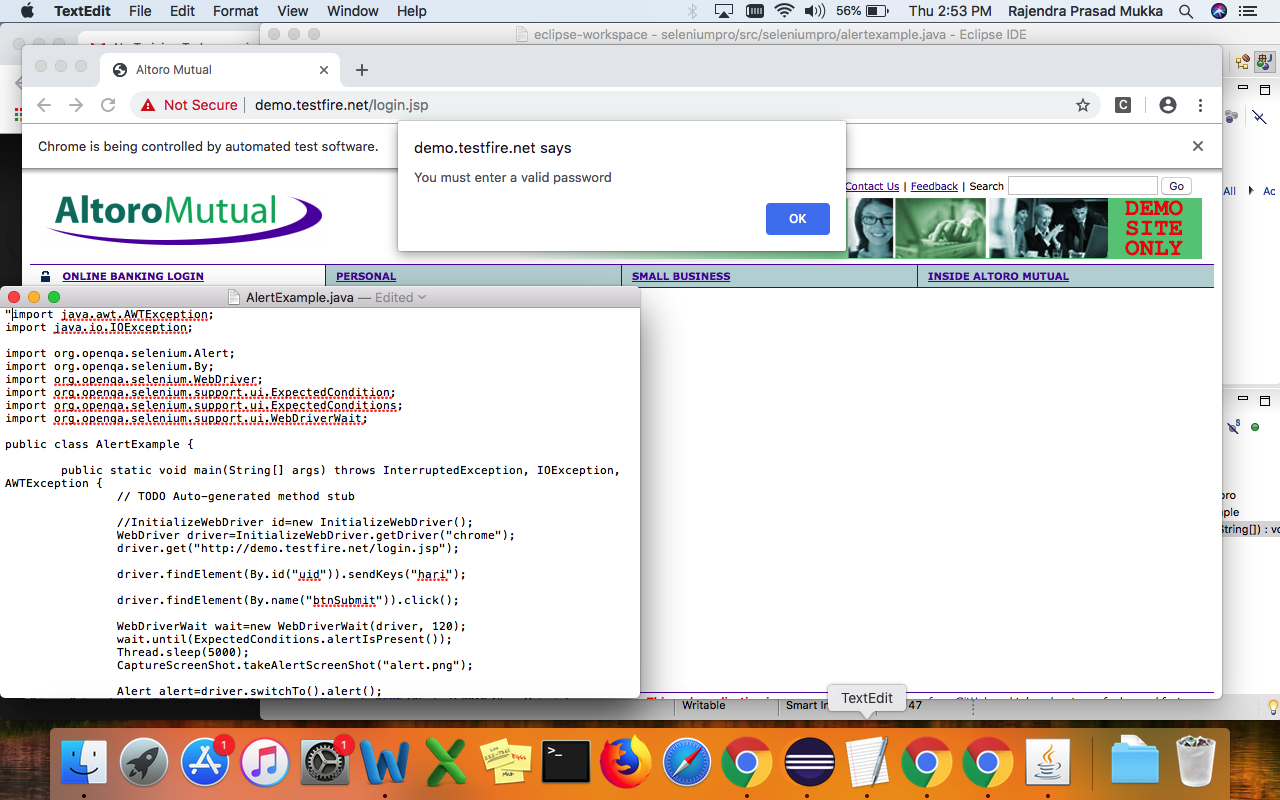 TextEdit File Edit Format View Window Help 56% Thu 2:53 PM Rajendra Prasad Mukka
eclipse-workspace - seleniumpro/src/seleniumpro/alertexample.java - Eclipse IDE
Altoro Mutual
Not Secure demo.testfire.net/login.jsp C
Chrome is being controlled by automated test software.
demo.testfire.net says
You must enter a valid password
OK
Contact Us | Feedback | Search Go
AltoroMutual
DEMO
SITE
ONLY
All Ac
ONLINE BANKING LOGIN PERSONAL SMALL BUSINESS INSIDE ALTORO MUTUAL
AlertExample.java — Edited
"import java.awt.AWTException;
import java.io.IOException;
import org.openqa.selenium.Alert;
import org.openqa.selenium.By;
import org.openqa.selenium.WebDriver;
import org.openqa.selenium.support.ui.ExpectedCondition;
import org.openqa.selenium.support.ui.ExpectedConditions;
import org.openqa.selenium.support.ui.WebDriverWait;
public class AlertExample {
public static void main(String[] args) throws InterruptedException, IOException,
AWTException {
// TODO Auto-generated method stub
//InitializeWebDriver id=new InitializeWebDriver();
WebDriver driver=InitializeWebDriver.getDriver("chrome");
driver.get("http://demo.testfire.net/login.jsp");
driver.findElement(By.id("uid")).sendKeys("hari");
driver.findElement(By.name("btnSubmit")).click();
WebDriverWait wait=new WebDriverWait(driver, 120);
wait.until(ExpectedConditions.alertIsPresent());
Thread.sleep(5000);
CaptureScreenShot.takeAlertScreenShot("alert.png");
Alert alert=driver.switchTo().alert();
pro
ple
String[]) : vo
TextEdit
Writable Smart In 47
1 1